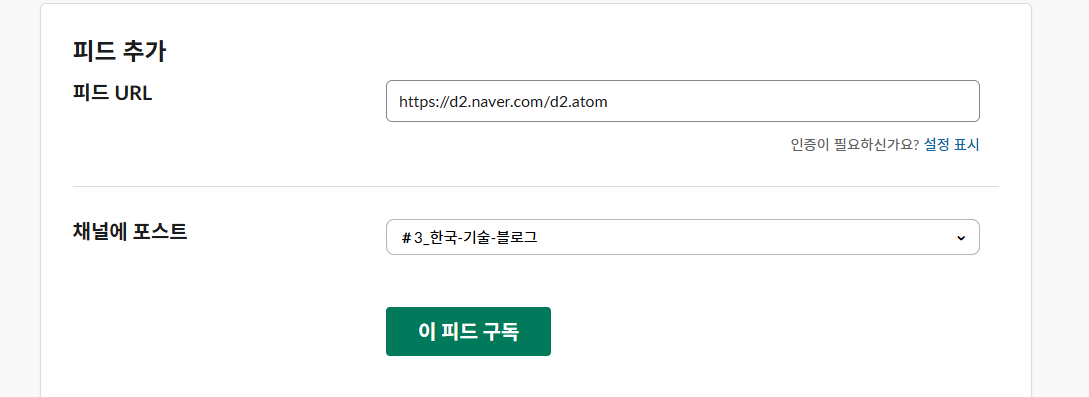 피드 추가
피드 URL
https://d2.naver.com/d2.atom
인증이 필요하신가요? 설정 표시
채널에 포스트
# 3_한국-기술-블로그
이 피드 구독